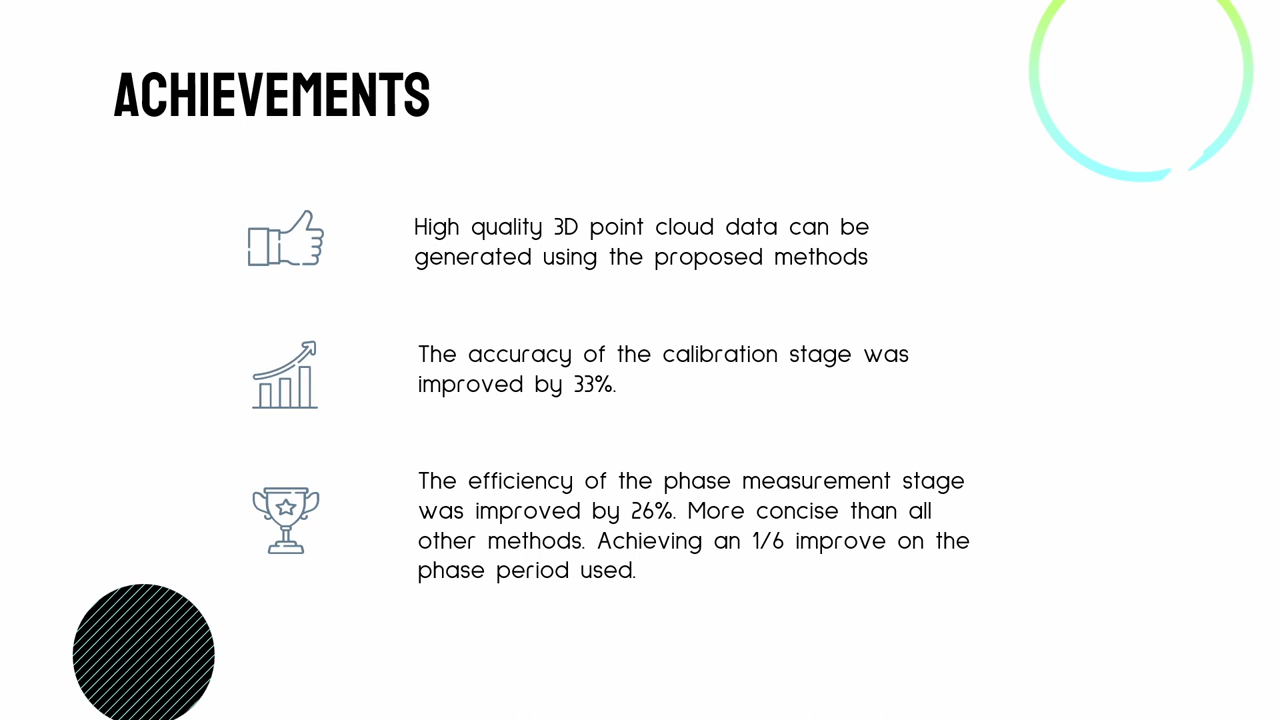 ACHIEVEMENTS
High quality 3D point cloud data can be
generated using the proposed methods
The accuracy of the calibration stage was
improved by 33%.
The efficiency of the phase measurement stage
was improved by 26%. More concise than all
other methods. Achieving an 1/6 improve on the
phase period used.